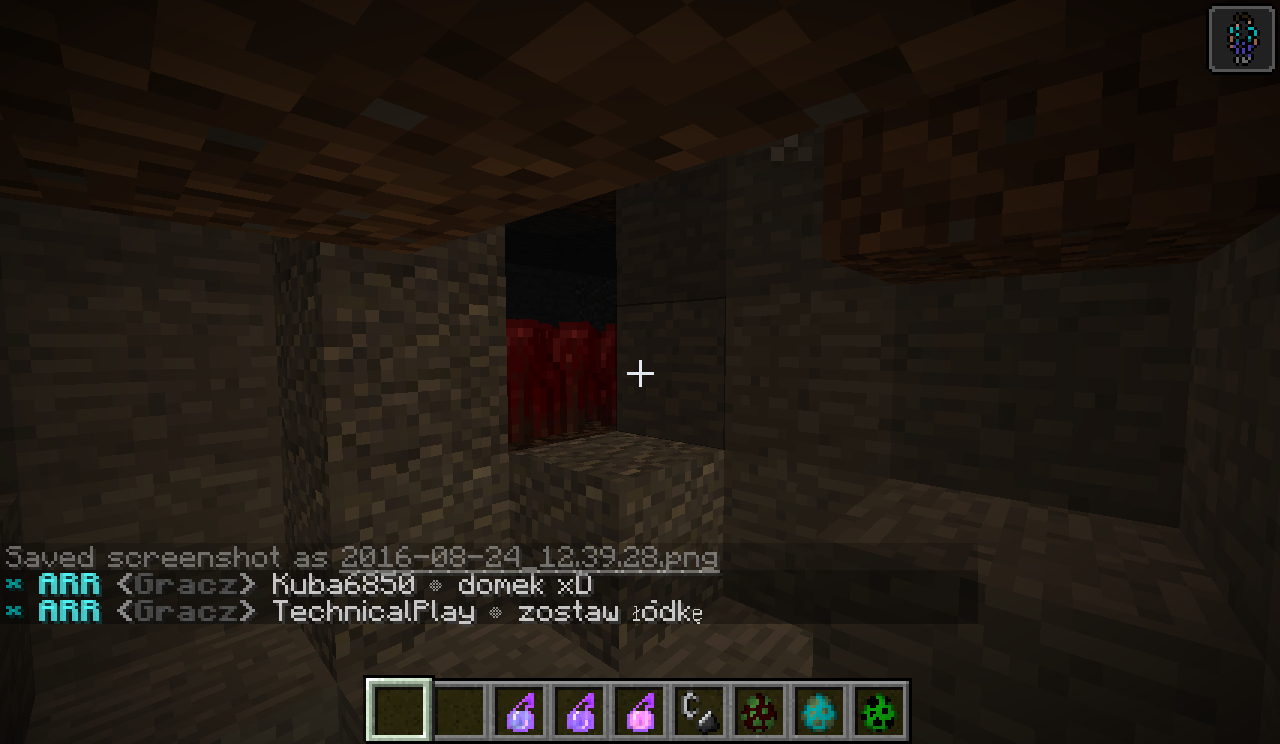 Saved screenshot as 2016-08-24_12.39.28.png
* ARR <Gracz> Kuba6850 • domek xD
* ARR <Gracz> TechnicalPlay • zostaw łódkę